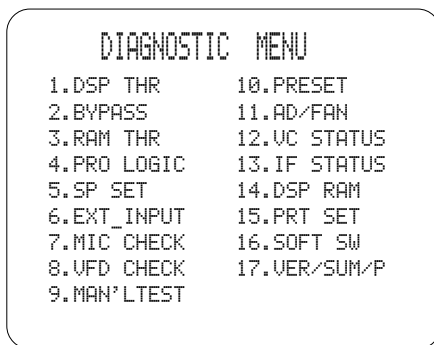 DIAGNOSTIC MENU
1.DSP THR
2.BYPASS
3.RAM THR
4.PRO LOGIC
5.SP SET
6.EXT_INPUT
7.MIC CHECK
8.VFD CHECK
9.MAN'LTEST
10.PRESET
11.AD/FAN
12.VC STATUS
13.IF STATUS
14.DSP RAM
15.PRT SET
16.SOFT SW
17.VER/SUM/P